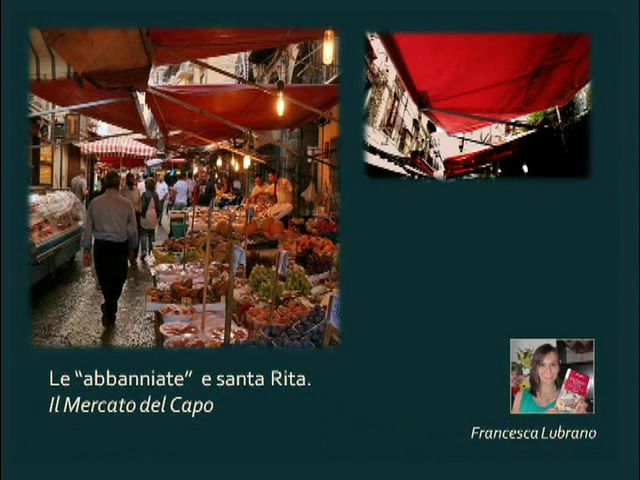 Le “abbanniate” e santa Rita.
Il Mercato del Capo
Francesca Lubrano